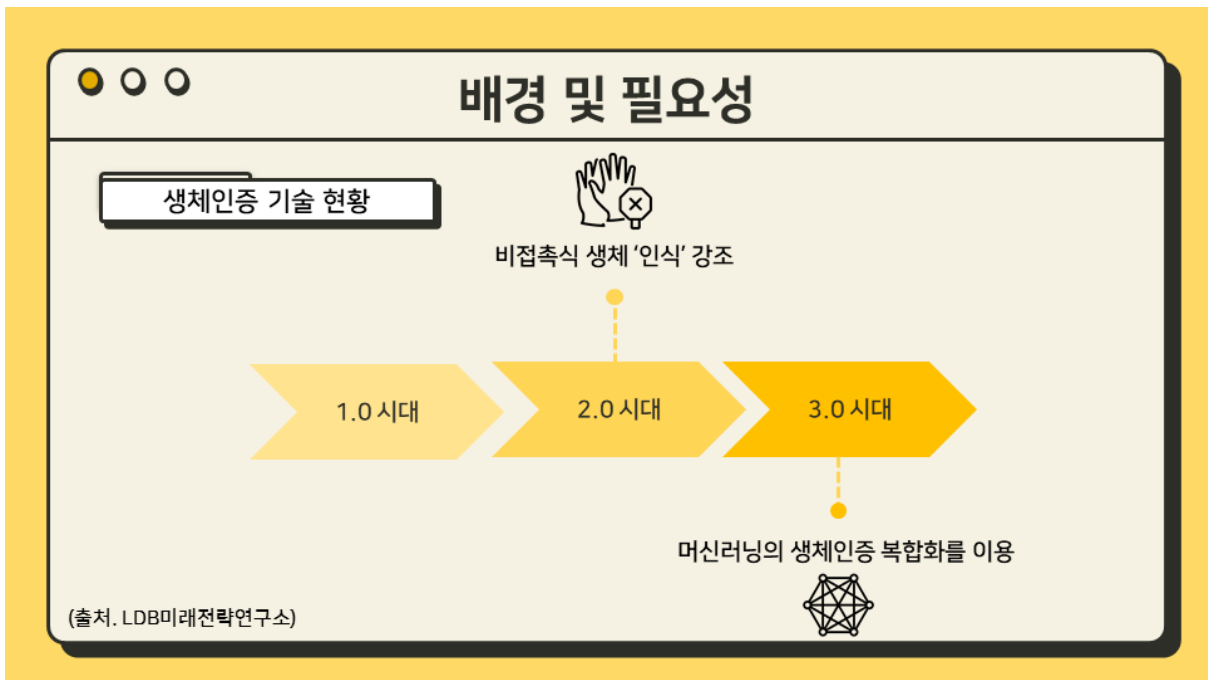 배경 및 필요성
생체인증 기술 현황
비접촉식 생체 ‘인식’ 강조
1.0 시대
2.0 시대
3.0 시대
머신러닝의 생체인증 복합화를 이용
(출처. LDB미래전략연구소)